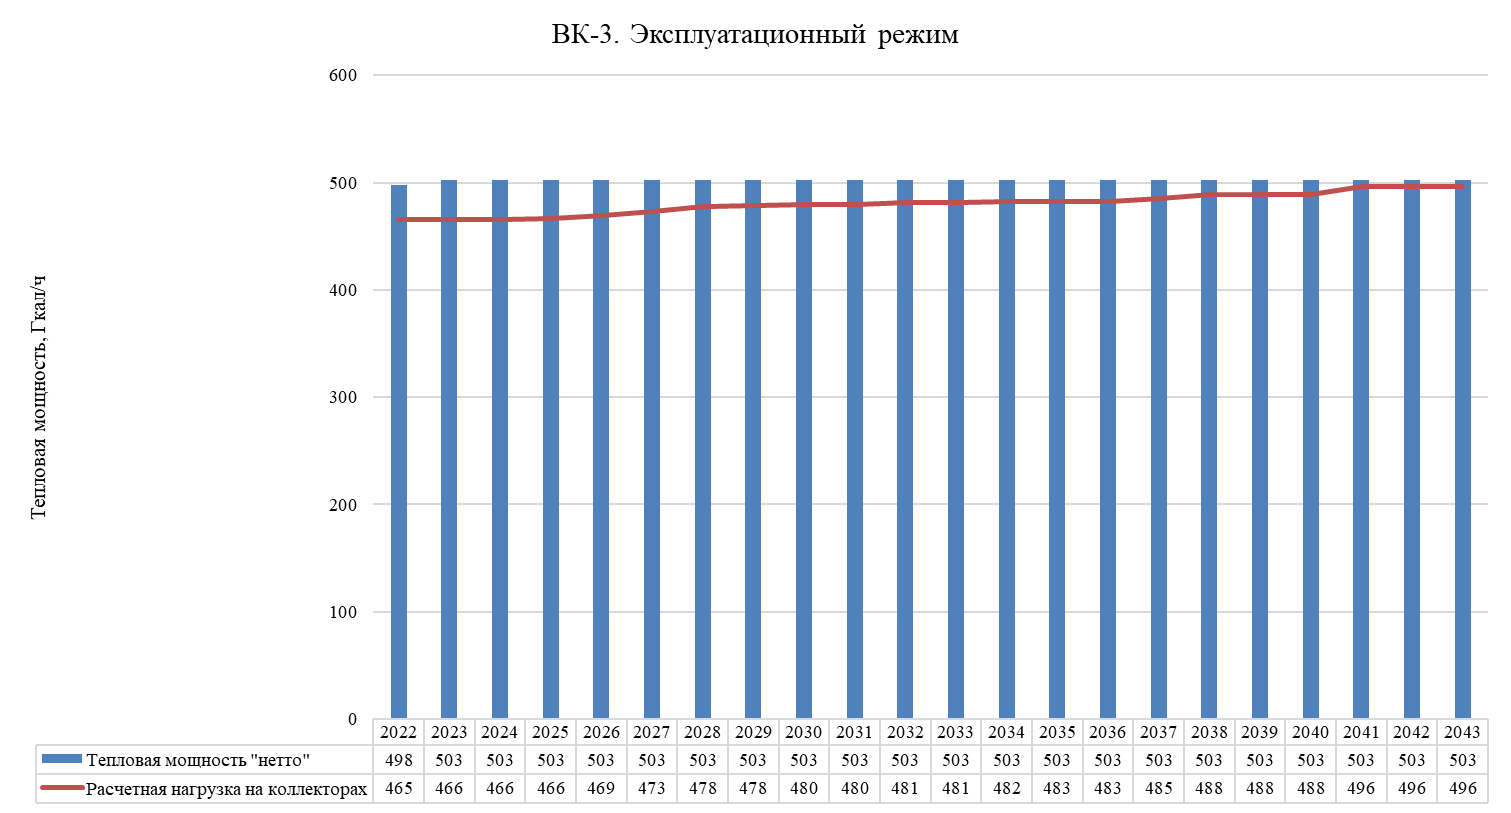 ВК-3. Эксплуатационный режим
600
500
400
300
200
100
0
Тепловая мощность, Гкал/ч
2022 2023 2024 2025 2026 2027 2028 2029 2030 2031 2032 2033 2034 2035 2036 2037 2038 2039 2040 2041 2042 2043
Тепловая мощность "нетто" 498 503 503 503 503 503 503 503 503 503 503 503 503 503 503 503 503 503 503 503 503 503
Расчетная нагрузка на коллекторах 465 466 466 466 469 473 478 478 480 480 481 481 482 483 483 485 488 488 488 496 496 496